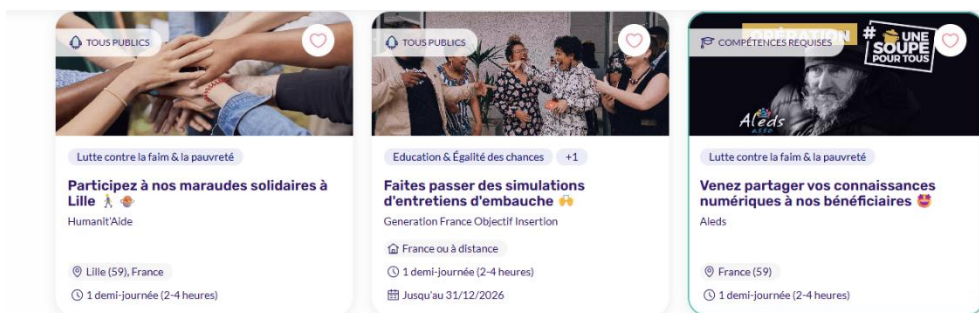 TOUS PUBLICS
Lutte contre la faim & la pauvreté
Participez à nos maraudes solidaires à
Lille
Humanit'Aide
Lille (59), France
1 demi-journée (2-4 heures)
TOUS PUBLICS
Education & Égalité des chances +1
Faites passer des simulations
d'entretiens d'embauche
Generation France Objectif Insertion
France ou à distance
1 demi-journée (2-4 heures)
Jusqu'au 31/12/2026
COMPÉTENCES REQUISES
OPÉRATION
# UNE
SOUPE
POUR TOUS
Aleds
asso
Lutte contre la faim & la pauvreté
Venez partager vos connaissances
numériques à nos bénéficiaires
Aleds
France (59)
1 demi-journée (2-4 heures)